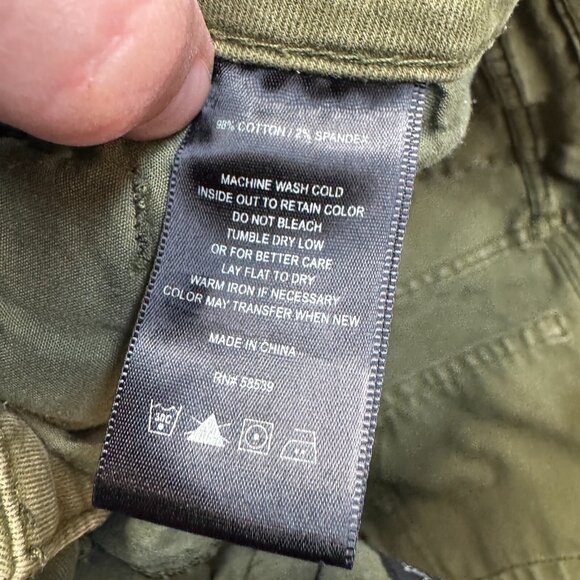 98% COTTON / 2% SPANDEX
MACHINE WASH COLD
INSIDE OUT TO RETAIN COLOR
DO NOT BLEACH
TUMBLE DRY LOW
OR FOR BETTER CARE
LAY FLAT TO DRY
WARM IRON IF NECESSARY
COLOR MAY TRANSFER WHEN NEW
MADE IN CHINA
RN# 58539
30C